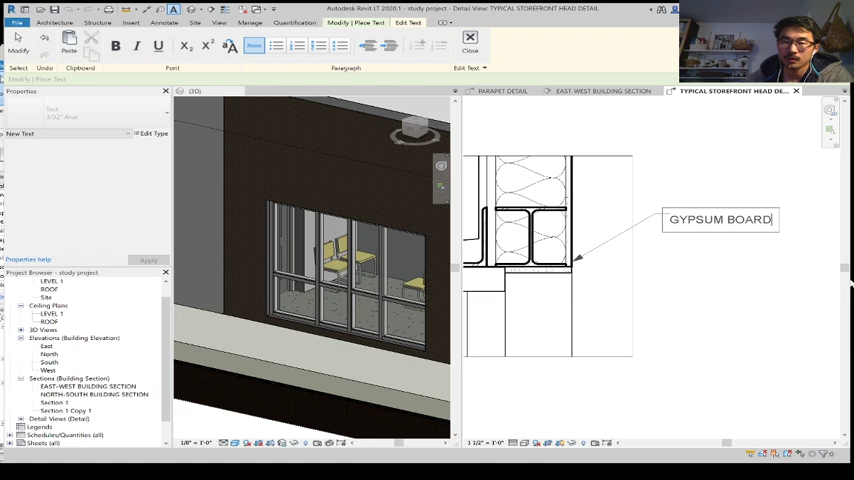 Autodesk Revit LT 2020.1 - study project - Detail View: TYPICAL STOREFRONT HEAD DETAIL
File Architecture Structure Insert Annotate Site View Manage Quantification Modify | Place Text Edit Text
Modify
Paste
B I U X₂ X² A None
Close
Select Undo Clipboard Font Paragraph Edit Text
Modify | Place Text
Properties
Text
3/32" Arial
New Text Edit Type
Properties help Apply
Project Browser - study project
LEVEL 1
ROOF
Site
Ceiling Plans
LEVEL 1
ROOF
3D Views
Elevations (Building Elevation)
East
North
South
West
Sections (Building Section)
EAST-WEST BUILDING SECTION
NORTH-SOUTH BUILDING SECTION
Section 1
Section 1 Copy 1
Detail Views (Detail)
Legends
Schedules/Quantities (all)
Sheets (all)
{3D}
1/8" = 1'-0"
PARAPET DETAIL EAST-WEST BUILDING SECTION TYPICAL STOREFRONT HEAD DE...
GYPSUM BOARD
1 1/2" = 1'-0"